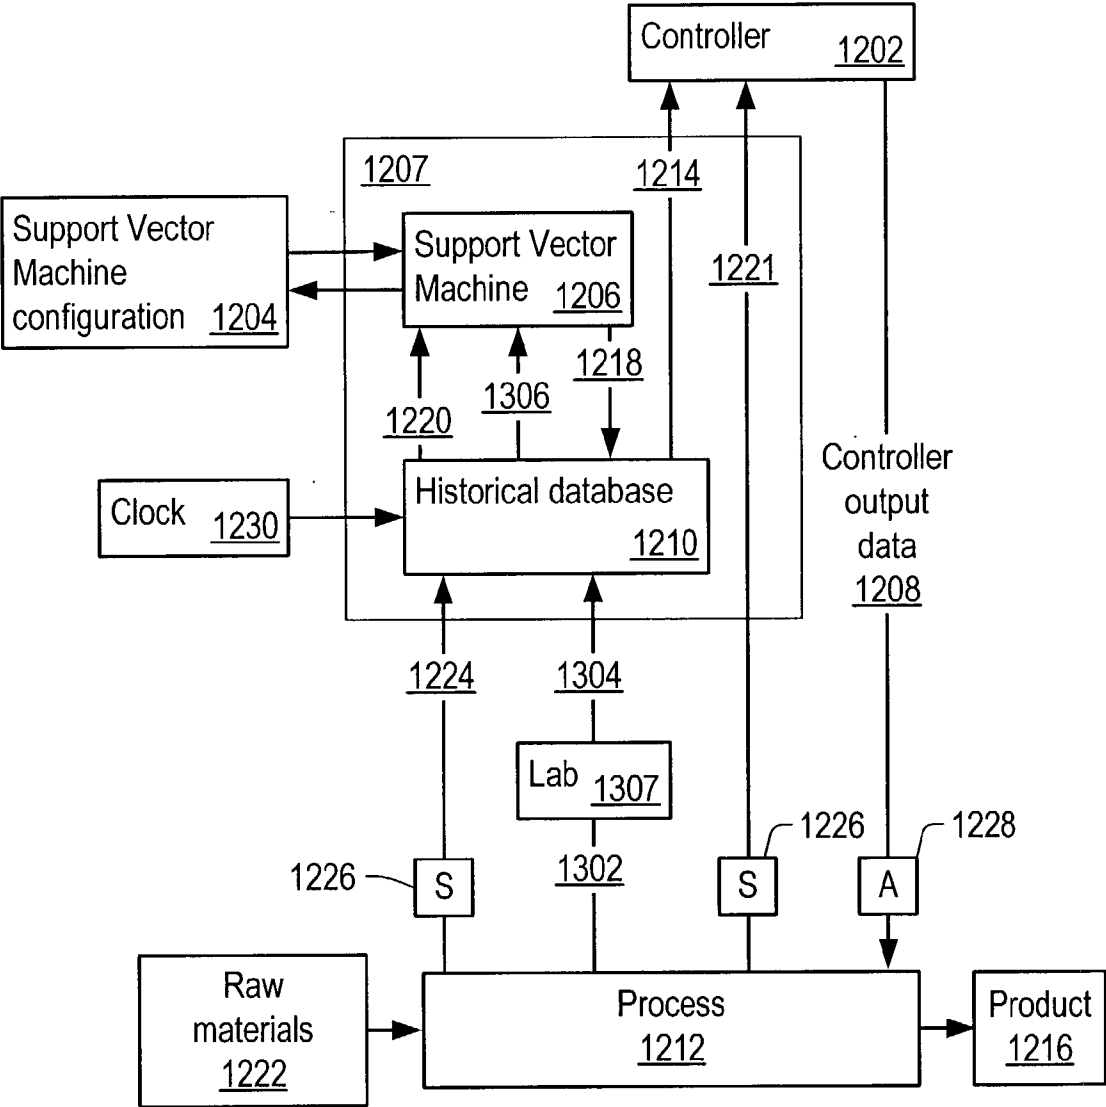 Controller
1202
1207
1214
Support Vector
Machine
configuration
1204
Support Vector
Machine
1206
1221
1218
1306
1220
Controller
output
data
1208
Clock
1230
Historical database
1210
1224
1304
Lab
1307
1302
1226
S
1226
S
1228
A
Raw
materials
1222
Process
1212
Product
1216